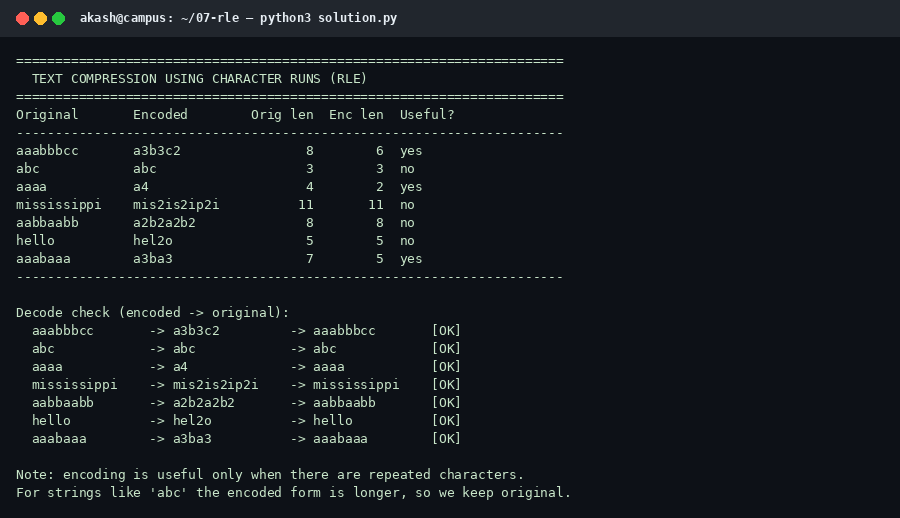 akash@campus: ~/07-rle — python3 solution.py
======================================================================
  TEXT COMPRESSION USING CHARACTER RUNS (RLE)
======================================================================
Original       Encoded        Orig len  Enc len  Useful?
----------------------------------------------------------------------
aaabbbcc       a3b3c2                8        6  yes
abc            abc                   3        3  no
aaaa           a4                    4        2  yes
mississippi    mis2is2ip2i          11       11  no
aabbaabb       a2b2a2b2              8        8  no
hello          hel2o                 5        5  no
aaabaaa        a3ba3                 7        5  yes
----------------------------------------------------------------------
Decode check (encoded -> original):
  aaabbbcc       -> a3b3c2         -> aaabbbcc       [OK]
  abc            -> abc            -> abc            [OK]
  aaaa           -> a4             -> aaaa           [OK]
  mississippi    -> mis2is2ip2i    -> mississippi    [OK]
  aabbaabb       -> a2b2a2b2       -> aabbaabb       [OK]
  hello          -> hel2o          -> hello          [OK]
  aaabaaa        -> a3ba3          -> aaabaaa        [OK]
Note: encoding is useful only when there are repeated characters.
For strings like 'abc' the encoded form is longer, so we keep original.